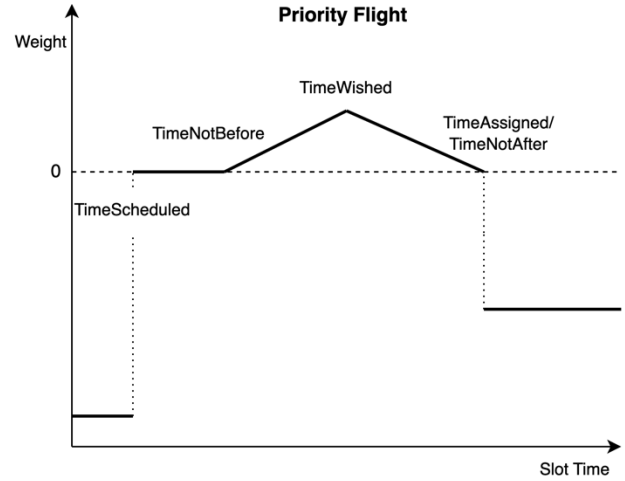 Priority Flight
Weight
TimeWished
TimeNotBefore
TimeAssigned/
TimeNotAfter
0
TimeScheduled
Slot Time